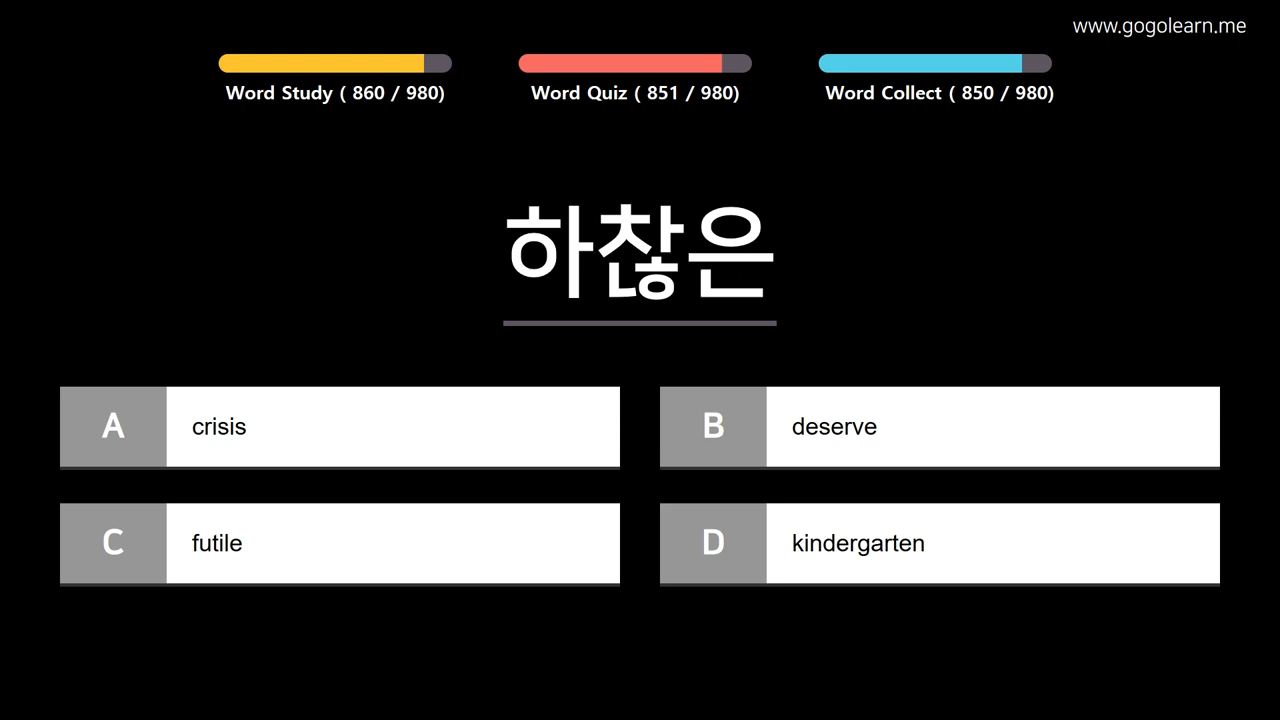 www.gogolearn.me
Word Study ( 860 / 980)
Word Quiz ( 851 / 980)
Word Collect ( 850 / 980)
하찮은
A crisis
B deserve
C futile
D kindergarten